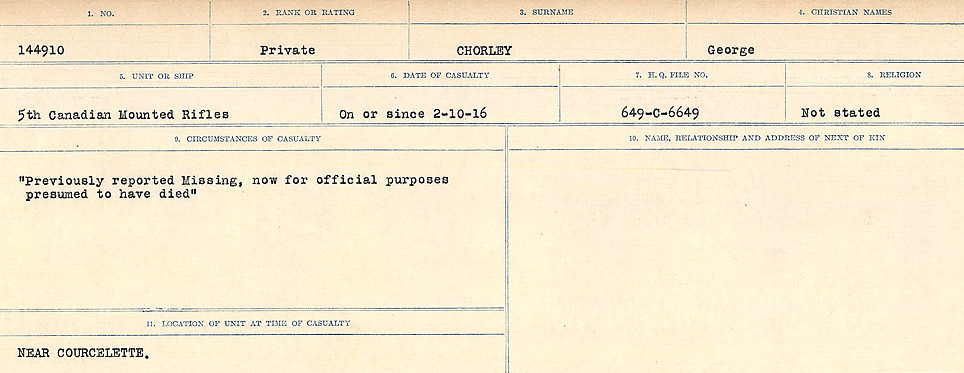 1. NO.
2. RANK OR RATING
3. SURNAME
4. CHRISTIAN NAMES
144910
Private
CHORLEY
George
5. UNIT OR SHIP
6. DATE OF CASUALTY
7. H.Q. FILE NO.
8. RELIGION
5th Canadian Mounted Rifles
On or since 2-10-16
649-C-6649
Not stated
9. CIRCUMSTANCES OF CASUALTY
10. NAME, RELATIONSHIP AND ADDRESS OF NEXT OF KIN
"Previously reported Missing, now for official purposes
presumed to have died"
11. LOCATION OF UNIT AT TIME OF CASUALTY
NEAR COURCELETTE.